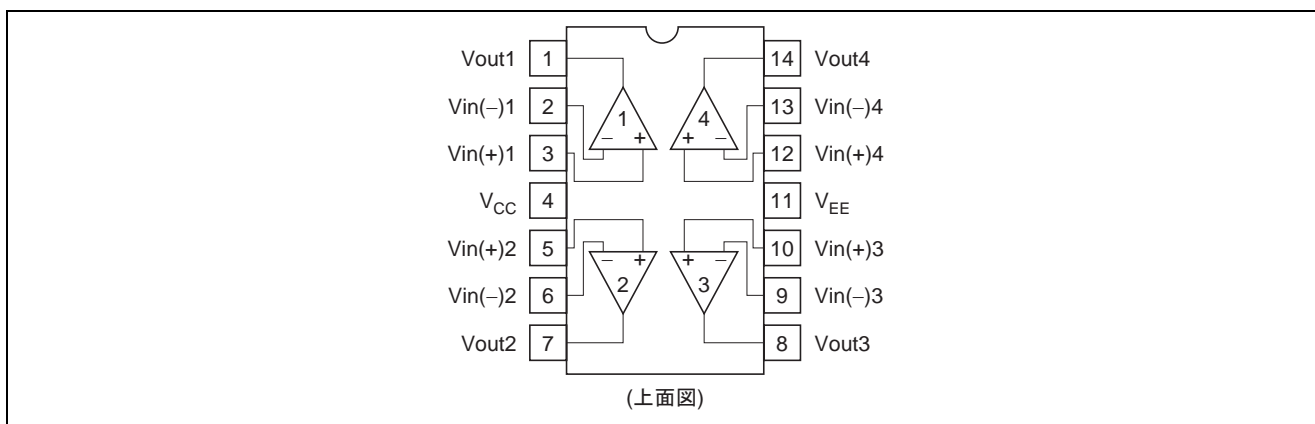 Vout1 1 14 Vout4
Vin(−)1 2 13 Vin(−)4
1 4
− + + −
Vin(+)1 3 12 Vin(+)4
V_CC 4 11 V_EE
Vin(+)2 5 10 Vin(+)3
− + + −
2 3
Vin(−)2 6 9 Vin(−)3
Vout2 7 8 Vout3
(上面図)